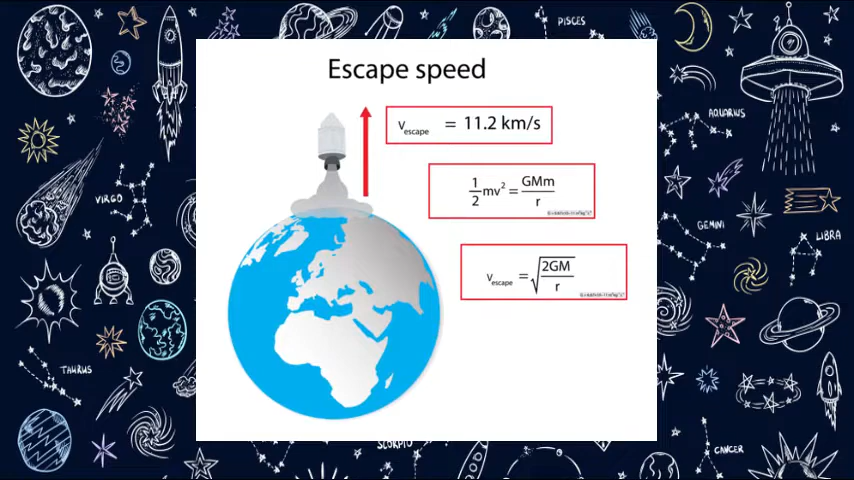 PISCES
Escape speed
v escape = 11.2 km/s
AQUARIUS
1/2 mv² = GMm/r
VIRGO
GEMINI
LIBRA
v escape = √(2GM/r)
TAURUS
SCORPIO
CANCER